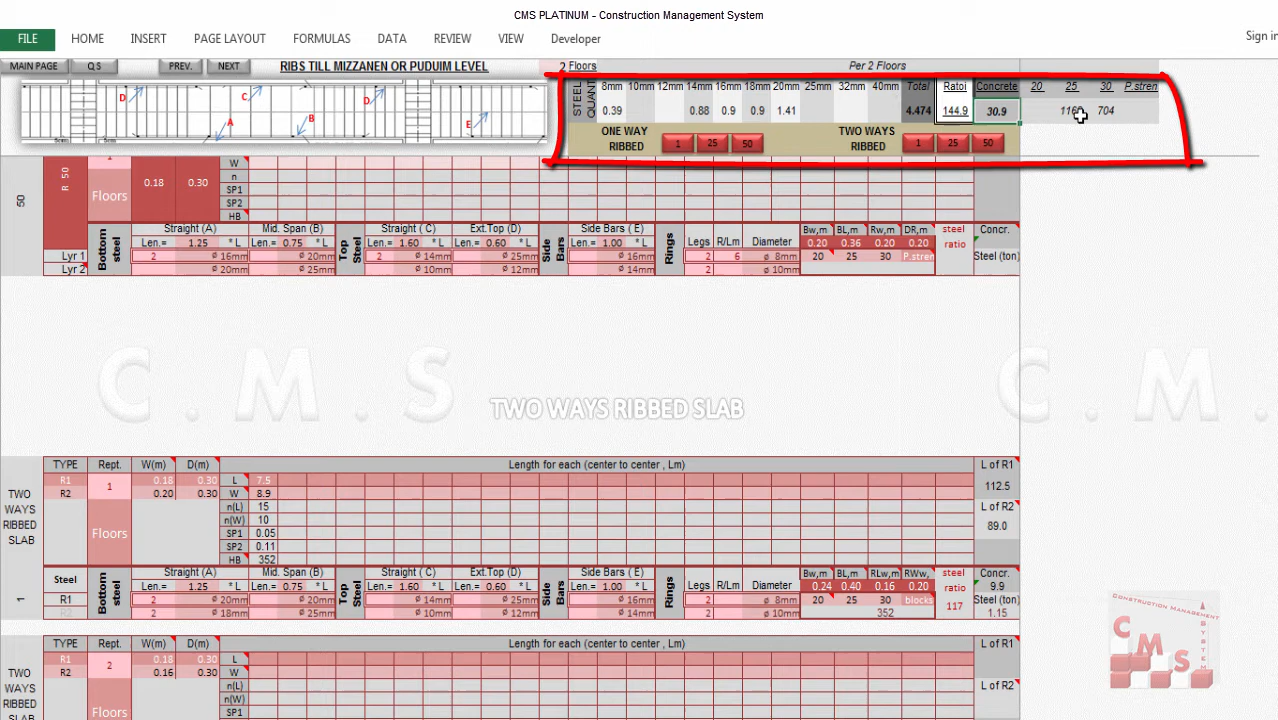 CMS PLATINUM - Construction Management System
FILE HOME INSERT PAGE LAYOUT FORMULAS DATA REVIEW VIEW Developer Sign in
MAIN PAGE Q S PREV. NEXT RIBS TILL MIZZANEN OR PUDUIM LEVEL 2 Floors Per 2 Floors
STEEL QUANT 8mm 10mm 12mm 14mm 16mm 18mm 20mm 25mm 32mm 40mm Total Ratoi Concrete 20 25 30 P.stren
D C D A B E
0.39 0.88 0.9 0.9 1.41 4.474 144.9 30.9 704
ONE WAY RIBBED 1 25 50 TWO WAYS RIBBED 1 25 50
50 R 50 Floors 0.18 0.30
W
n
SP1
SP2
HB
Bottom steel Straight (A) Mid. Span (B) Top Steel Straight ( C) Ext.Top (D) Side Bars Side Bars ( E ) Rings Bw,m BL,m Rw,m DR,m steel ratio Concr.
Len.= 1.25 * L Len.= 0.75 * L Len.= 1.60 * L Len.= 0.60 * L Len.= 1.00 * L Legs R/Lm Diameter 0.20 0.36 0.20 0.20
Lyr 1 2 ø 16mm ø 20mm 2 ø 14mm ø 25mm ø 16mm 2 6 ø 8mm 20 25 30 P.stren Steel (ton)
Lyr 2 ø 20mm ø 25mm ø 10mm ø 12mm ø 14mm 2 ø 10mm
C . M . S C . M .
TWO WAYS RIBBED SLAB
TYPE Rept. W(m) D(m) Length for each (center to center , Lm) L of R1
R1 1 0.18 0.30 L 7.5 112.5
R2 0.20 0.30 W 8.9
TWO WAYS RIBBED SLAB Floors n(L) 15 L of R2
n(W) 10
SP1 0.05 89.0
SP2 0.11
HB 352
Steel Bottom steel Straight (A) Mid. Span (B) Top Steel Straight ( C) Ext.Top (D) Side Bars Side Bars ( E ) Rings Bw,m BL,m RLw,m RWw, steel ratio Concr.
Len.= 1.25 * L Len.= 0.75 * L Len.= 1.60 * L Len.= 0.60 * L Len.= 1.00 * L Legs R/Lm Diameter 0.24 0.40 0.16 0.20 9.9
1 R1 2 ø 20mm ø 20mm 2 ø 14mm ø 25mm ø 16mm 2 ø 8mm 20 25 30 blocks 117 Steel (ton)
R2 2 ø 18mm ø 25mm ø 10mm ø 12mm ø 14mm 2 ø 10mm 352 1.15
TYPE Rept. W(m) D(m) Length for each (center to center , Lm) L of R1
R1 2 0.18 0.30 L
R2 0.16 0.30 W
TWO WAYS RIBBED Floors n(L) L of R2
n(W)
SP1
CONSTRUCTION MANAGEMENT SYSTEM
C M S